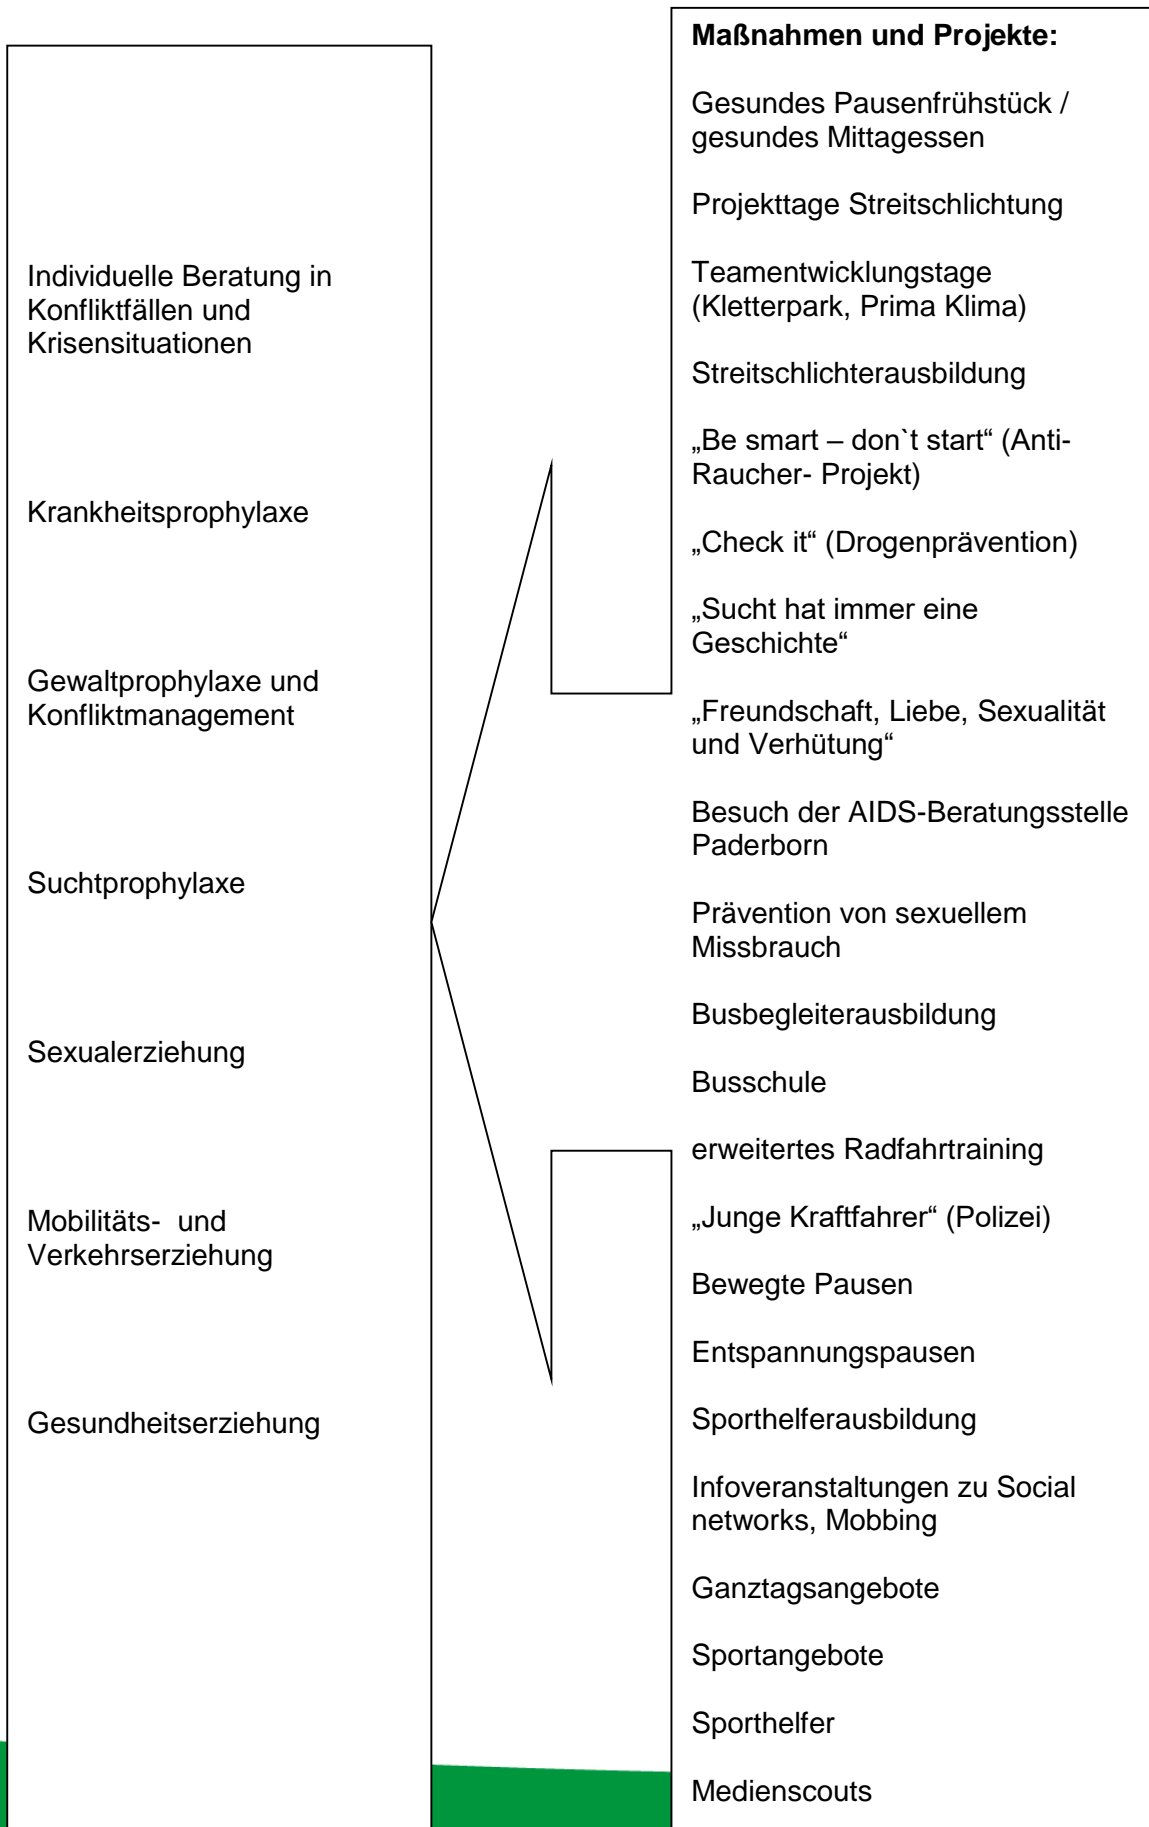 Individuelle Beratung in
Konfliktfällen und
Krisensituationen
Krankheitsprophylaxe
Gewaltprophylaxe und
Konfliktmanagement
Suchtprophylaxe
Sexualerziehung
Mobilitäts- und
Verkehrserziehung
Gesundheitserziehung
Maßnahmen und Projekte:
Gesundes Pausenfrühstück /
gesundes Mittagessen
Projekttage Streitschlichtung
Teamentwicklungstage
(Kletterpark, Prima Klima)
Streitschlichterausbildung
„Be smart – don`t start“ (Anti-
Raucher- Projekt)
„Check it“ (Drogenprävention)
„Sucht hat immer eine
Geschichte“
„Freundschaft, Liebe, Sexualität
und Verhütung“
Besuch der AIDS-Beratungsstelle
Paderborn
Prävention von sexuellem
Missbrauch
Busbegleiterausbildung
Busschule
erweitertes Radfahrtraining
„Junge Kraftfahrer“ (Polizei)
Bewegte Pausen
Entspannungspausen
Sporthelferausbildung
Infoveranstaltungen zu Social
networks, Mobbing
Ganztagsangebote
Sportangebote
Sporthelfer
Medienscouts